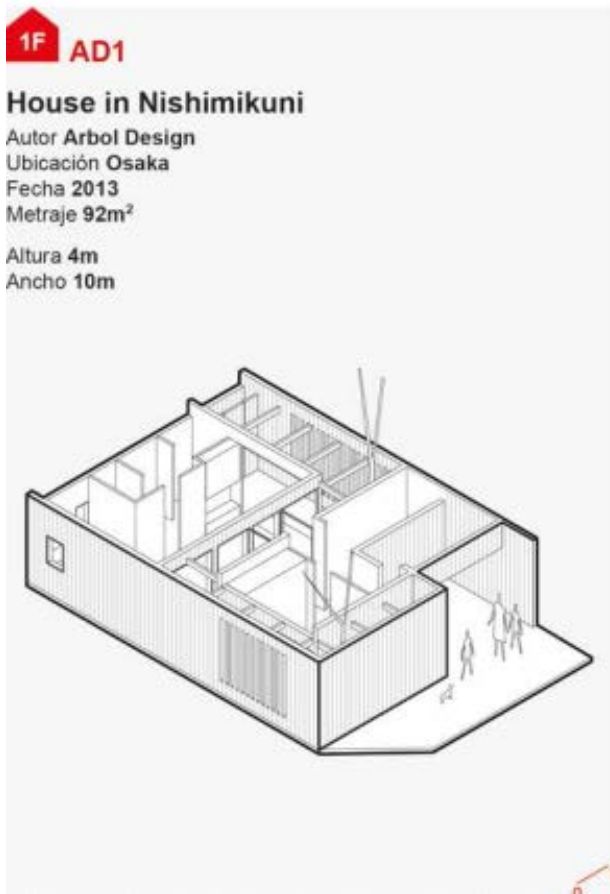 1F
AD1
House in Nishimikuni
Autor Arbol Design
Ubicación Osaka
Fecha 2013
Metraje 92m²
Altura 4m
Ancho 10m